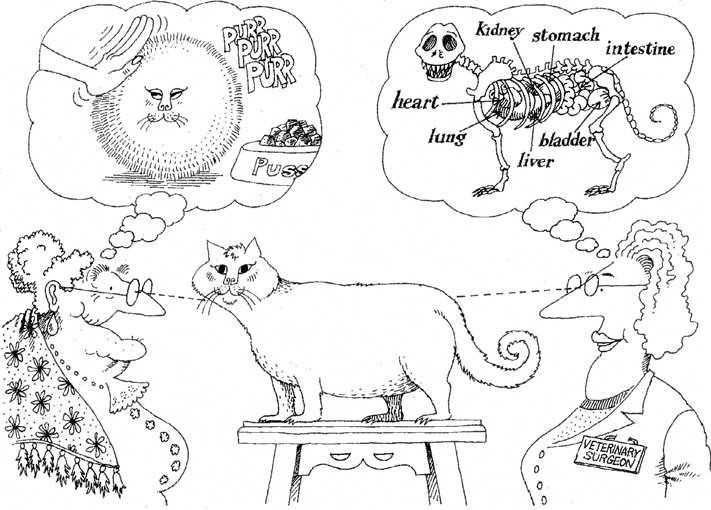 PURR
PURR
PURR
PUSS
Kidney
stomach
intestine
heart
lung
bladder
liver
VETERINARY
SURGEON